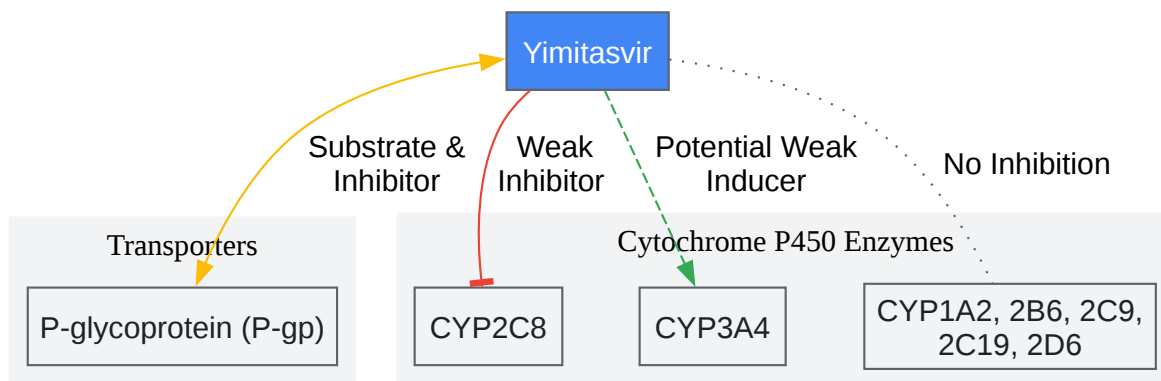 Yimitasvir
Substrate &
Inhibitor
Weak
Inhibitor
Potential Weak
Inducer
No Inhibition
Transporters
Cytochrome P450 Enzymes
P-glycoprotein (P-gp)
CYP2C8
CYP3A4
CYP1A2, 2B6, 2C9,
2C19, 2D6